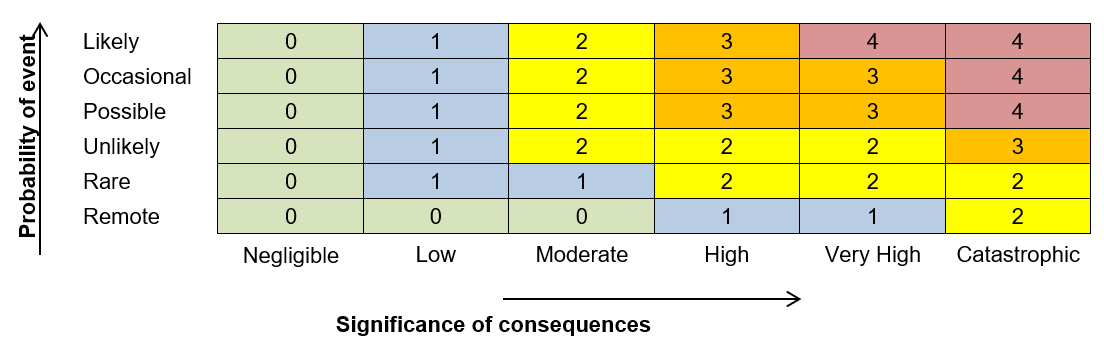 Probability of event
Likely 0 1 2 3 4 4
Occasional 0 1 2 3 3 4
Possible 0 1 2 3 3 4
Unlikely 0 1 2 2 2 3
Rare 0 1 1 2 2 2
Remote 0 0 0 1 1 2
Negligible Low Moderate High Very High Catastrophic
Significance of consequences